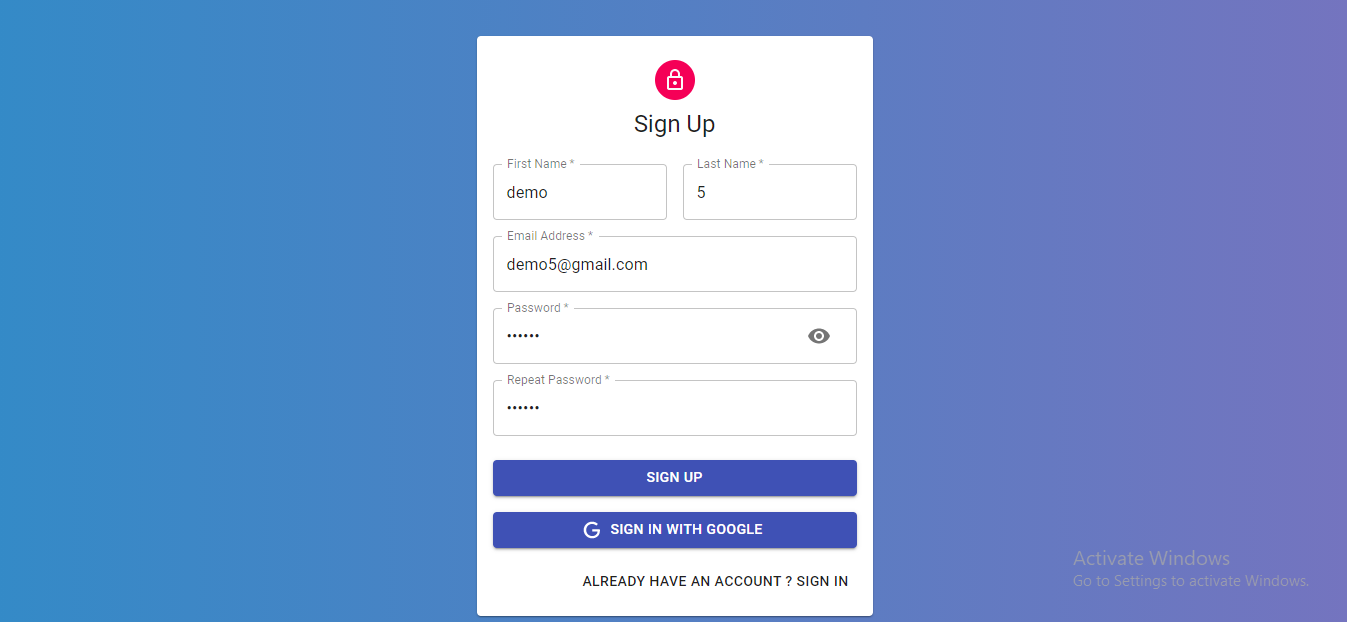 Sign Up
First Name *
Last Name *
demo
5
Email Address *
demo5@gmail.com
Password *
••••••
Repeat Password *
••••••
SIGN UP
G SIGN IN WITH GOOGLE
ALREADY HAVE AN ACCOUNT ? SIGN IN
Activate Windows
Go to Settings to activate Windows.